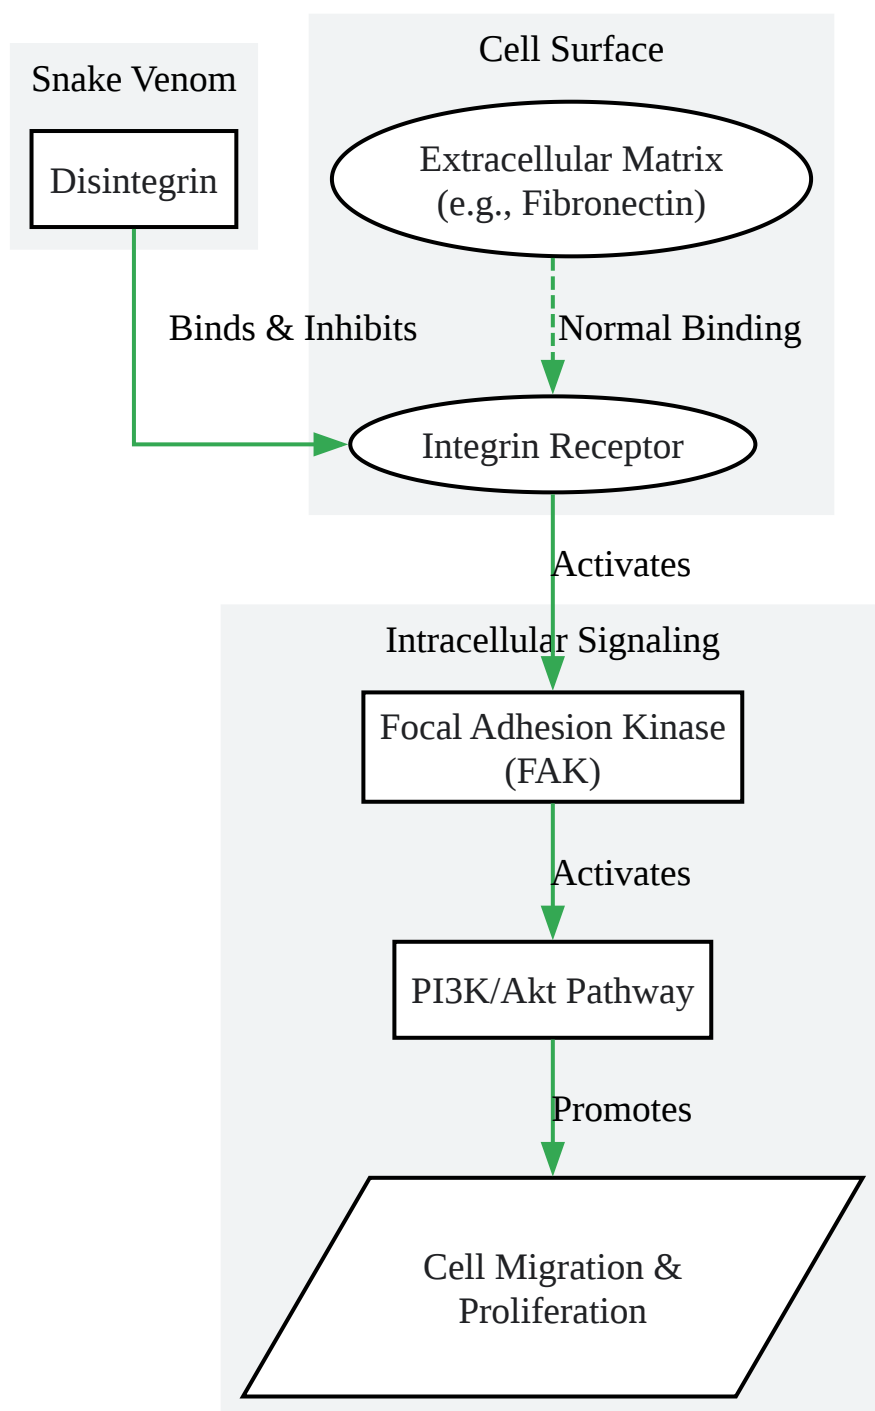 Snake Venom
Disintegrin
Cell Surface
Extracellular Matrix
(e.g., Fibronectin)
Binds & Inhibits
Normal Binding
Integrin Receptor
Activates
Intracellular Signaling
Focal Adhesion Kinase
(FAK)
Activates
PI3K/Akt Pathway
Promotes
Cell Migration &
Proliferation